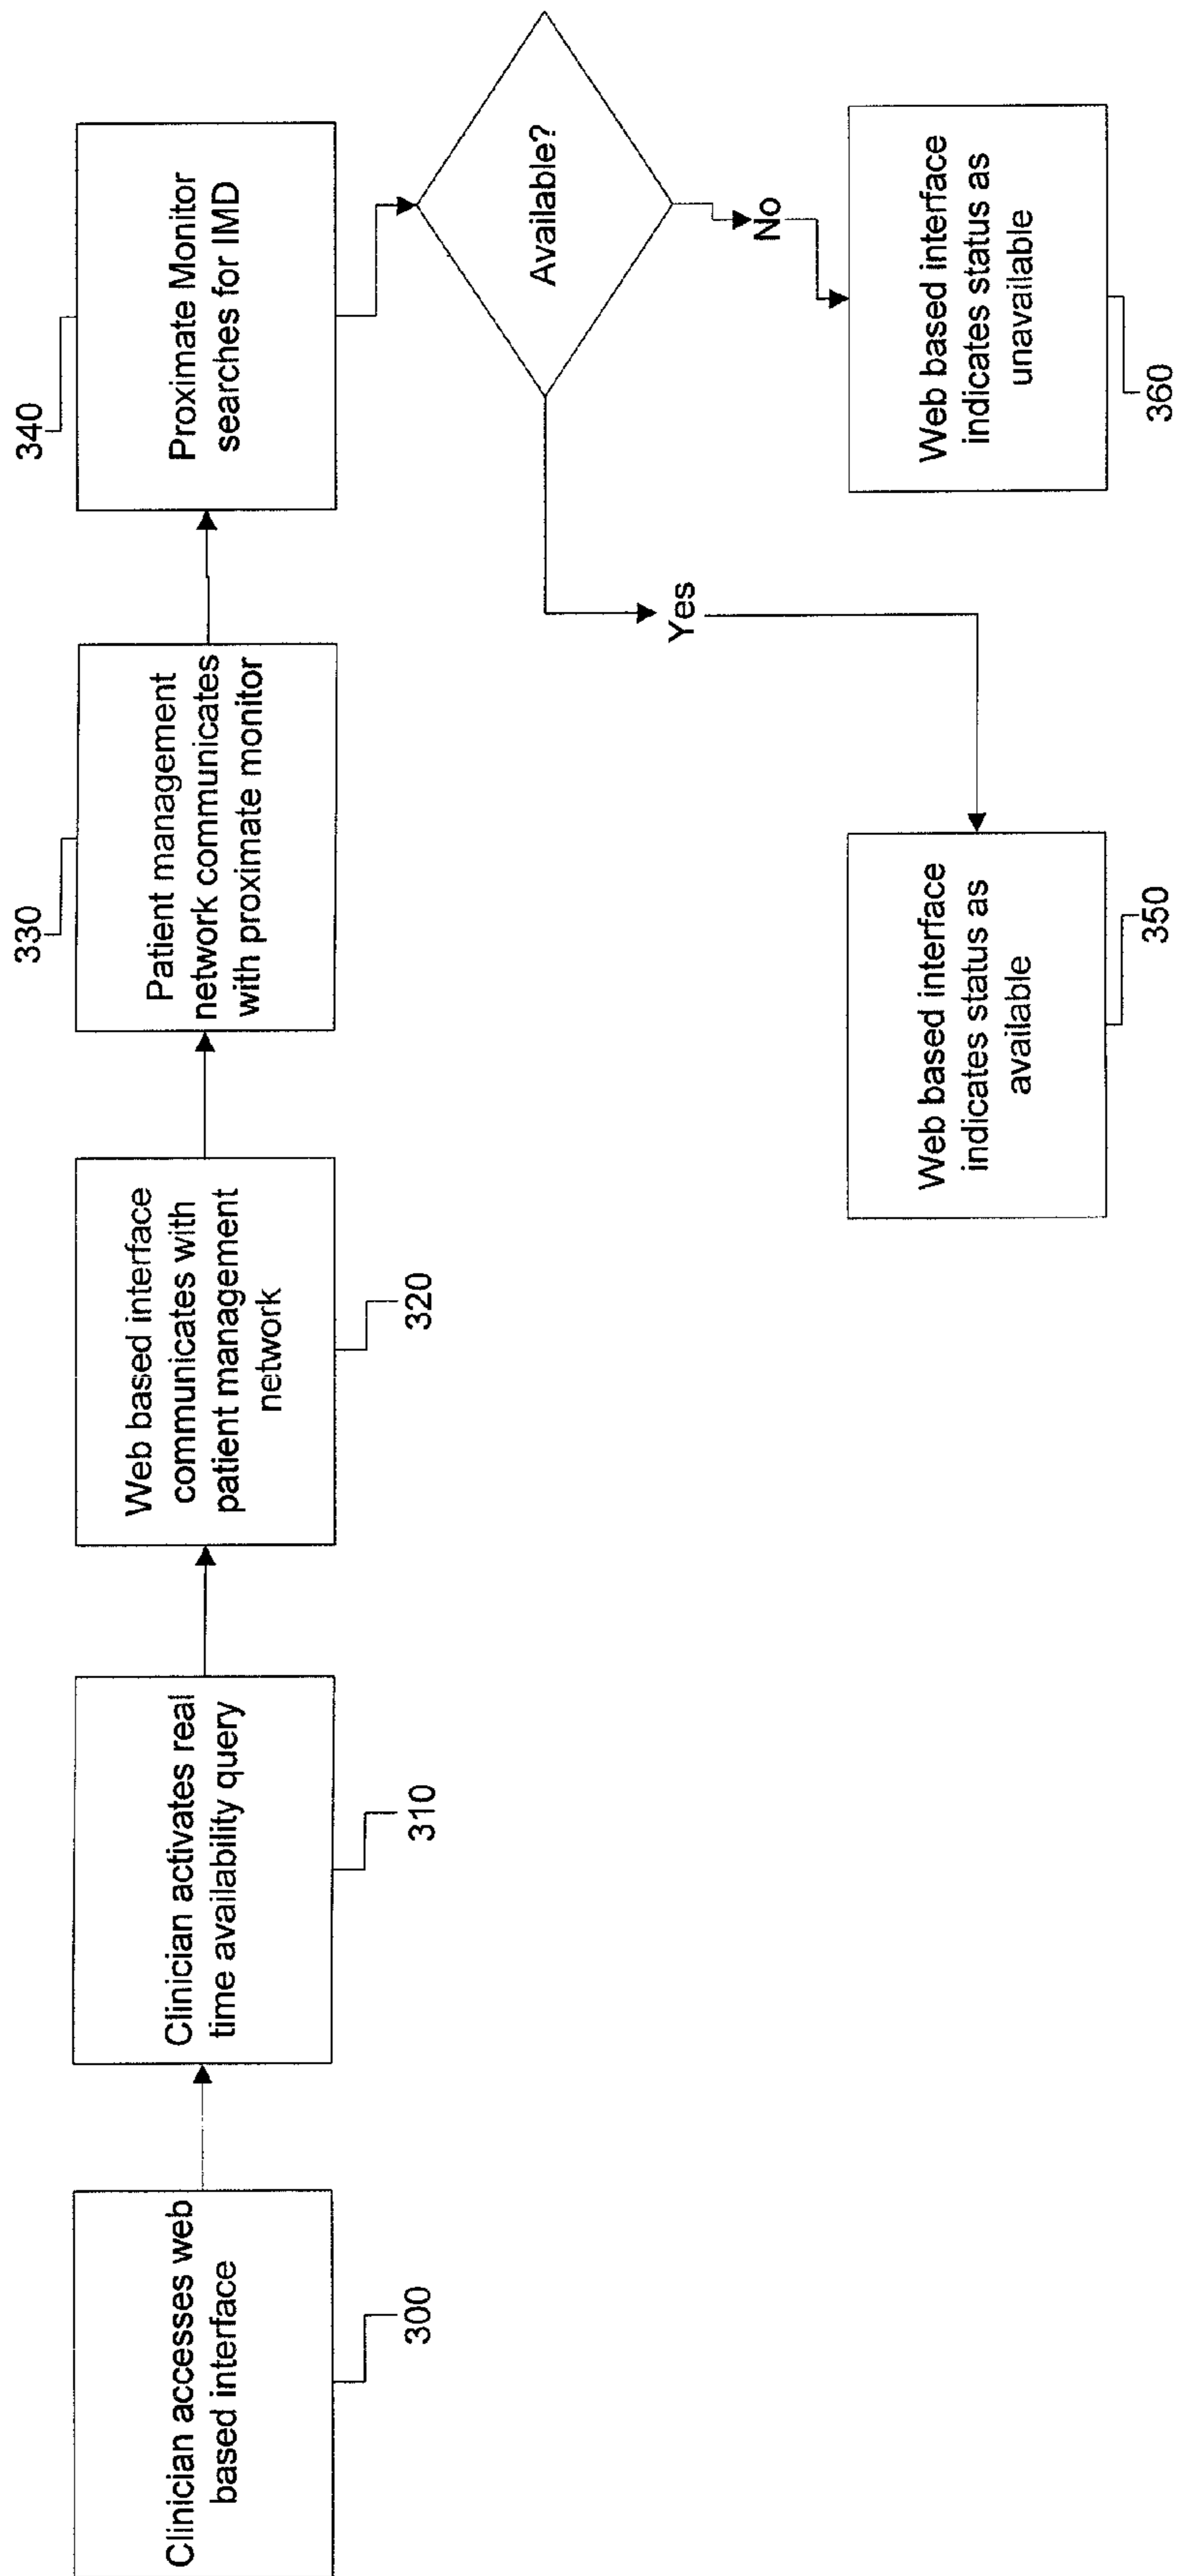 Clinician accesses web
based interface
300
Clinician activates real
time availability query
310
Web based interface
communicates with
patient management
network
320
330
Patient management
network communicates
with proximate monitor
340
Proximate Monitor
searches for IMD
Available?
Yes
No
Web based interface
indicates status as
available
350
Web based interface
indicates status as
unavailable
360